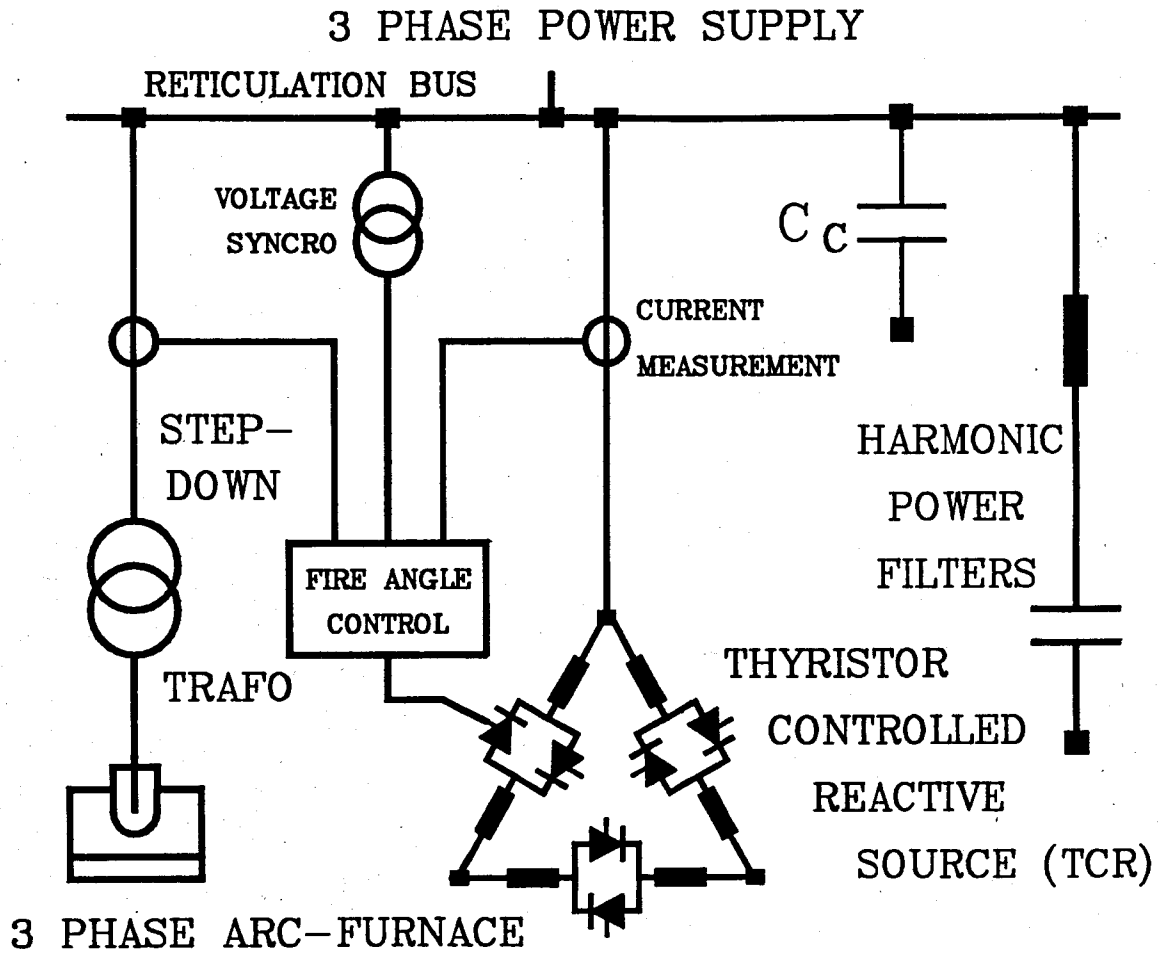 3 PHASE POWER SUPPLY
RETICULATION BUS
VOLTAGE
SYNCRO
C C
CURRENT
MEASUREMENT
STEP-
DOWN
HARMONIC
POWER
FILTERS
FIRE ANGLE
CONTROL
TRAFO
THYRISTOR
CONTROLLED
REACTIVE
SOURCE (TCR)
3 PHASE ARC-FURNACE